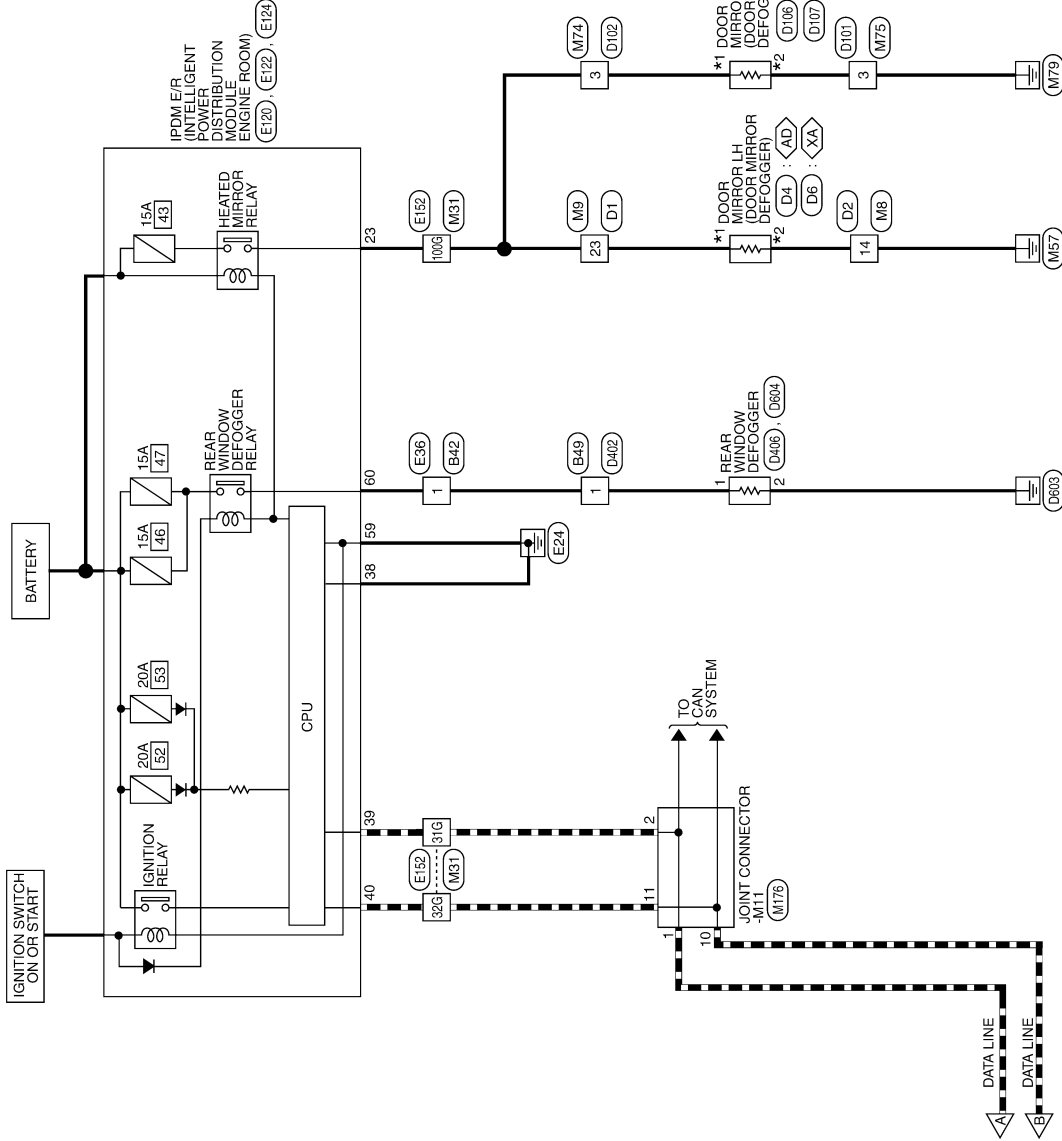 BATTERY
IGNITION SWITCH
ON OR START
IPDM E/R
(INTELLIGENT
POWER
DISTRIBUTION
MODULE
ENGINE ROOM)
E120 , E122 , E124
IGNITION
RELAY
20A
52
20A
53
15A
46
15A
47
REAR
WINDOW
DEFOGGER
RELAY
15A
43
HEATED
MIRROR
RELAY
CPU
40
39
38
59
60
23
E152
M31
32G
31G
E24
E36
B42
1
B49
D402
1
1
REAR
WINDOW
DEFOGGER
D406 , D604
2
D603
E152
M31
100G
M9
D1
23
*1
DOOR
MIRROR LH
(DOOR MIRROR
DEFOGGER)
D4 : AD
D6 : XA
*2
D2
M8
14
M57
M74
D102
3
*1
DOOR
(DOOR
D106
D107
*2
D101
M75
3
M79
TO
CAN
SYSTEM
11
2
1
10
JOINT CONNECTOR
-M11
M176
DATA LINE
A
DATA LINE
B